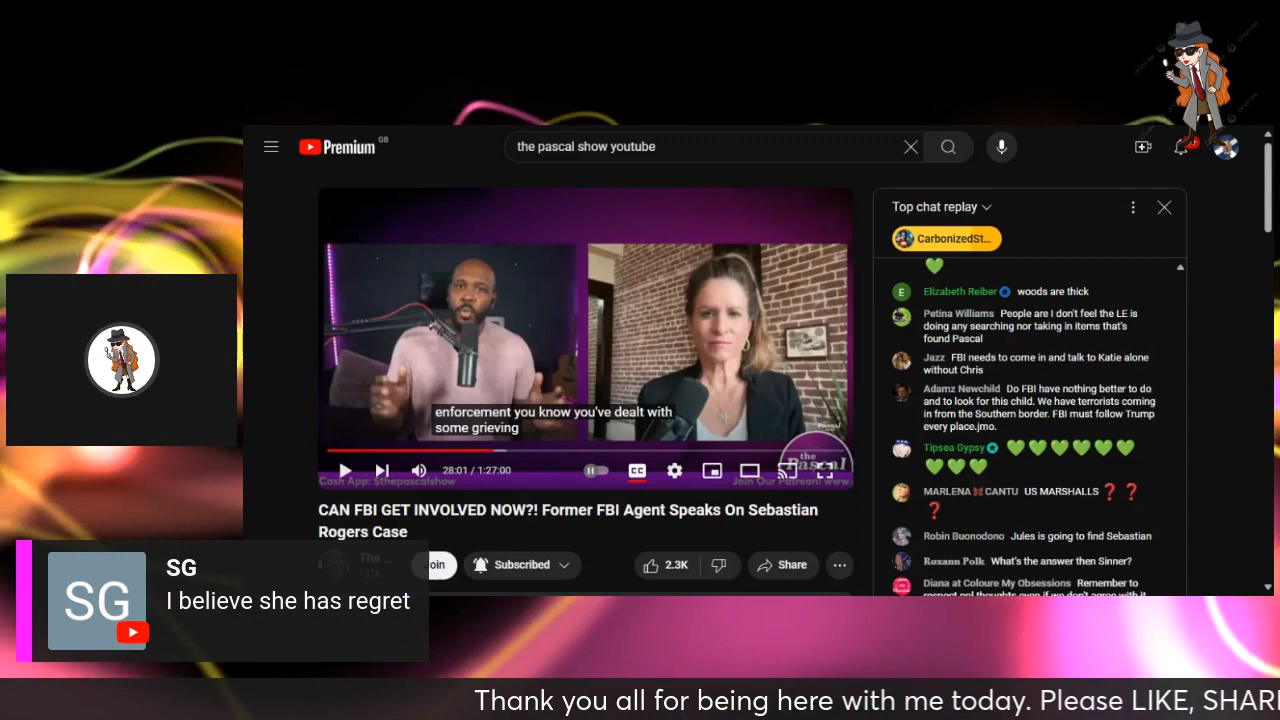 Premium GB
the pascal show youtube
Top chat replay
CarbonizedSt...
E
Elizabeth Reiber woods are thick
Petina Williams People are I don't feel the LE is
doing any searching nor taking in items that's
found Pascal
Jazz FBI needs to come in and talk to Katie alone
without Chris
Adamz Newchild Do FBI have nothing better to do
and to look for this child. We have terrorists coming
in from the Southern border. FBI must follow Trump
every place.jmo.
Tipsea Gypsy
MARLENA CANTU US MARSHALLS ❓ ❓
❓
Robin Buonodono Jules is going to find Sebastian
Roxann Polk What's the answer then Sinner?
Diana at Coloure My Obsessions Remember to
enforcement you know you've dealt with
some grieving
the
Pascal
28:01 / 1:27:00
CC
Cash App: $thepascalshow
Join Our Patreon! www.
CAN FBI GET INVOLVED NOW?! Former FBI Agent Speaks On Sebastian
Rogers Case
The ...
Join
Subscribed
2.3K
Share
SG
SG
I believe she has regret
Thank you all for being here with me today. Please LIKE, SHAR